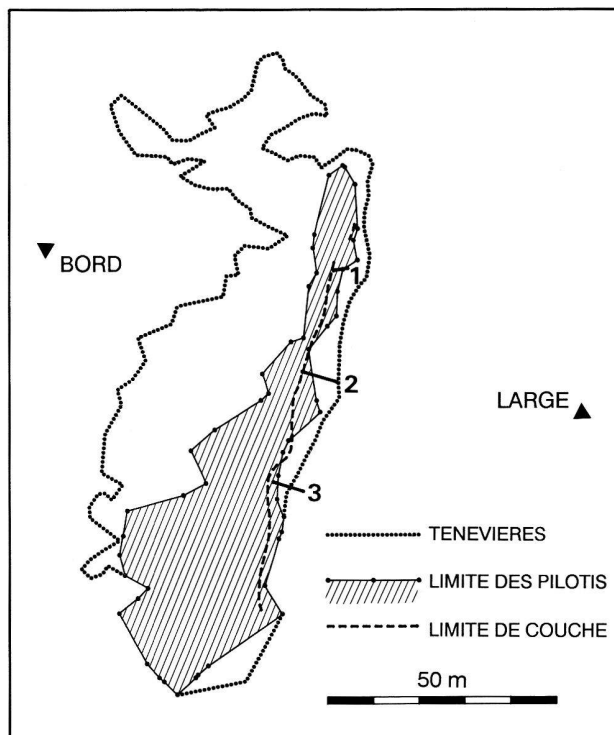 BORD
1
2
LARGE
3
TENEVIERES
LIMITE DES PILOTIS
LIMITE DE COUCHE
50 m